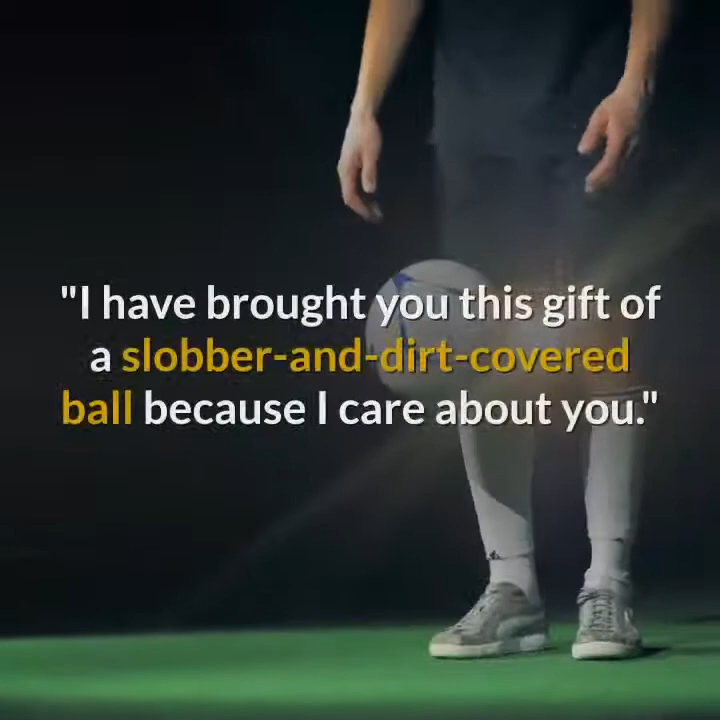 "I have brought you this gift of
a slobber-and-dirt-covered
ball because I care about you."